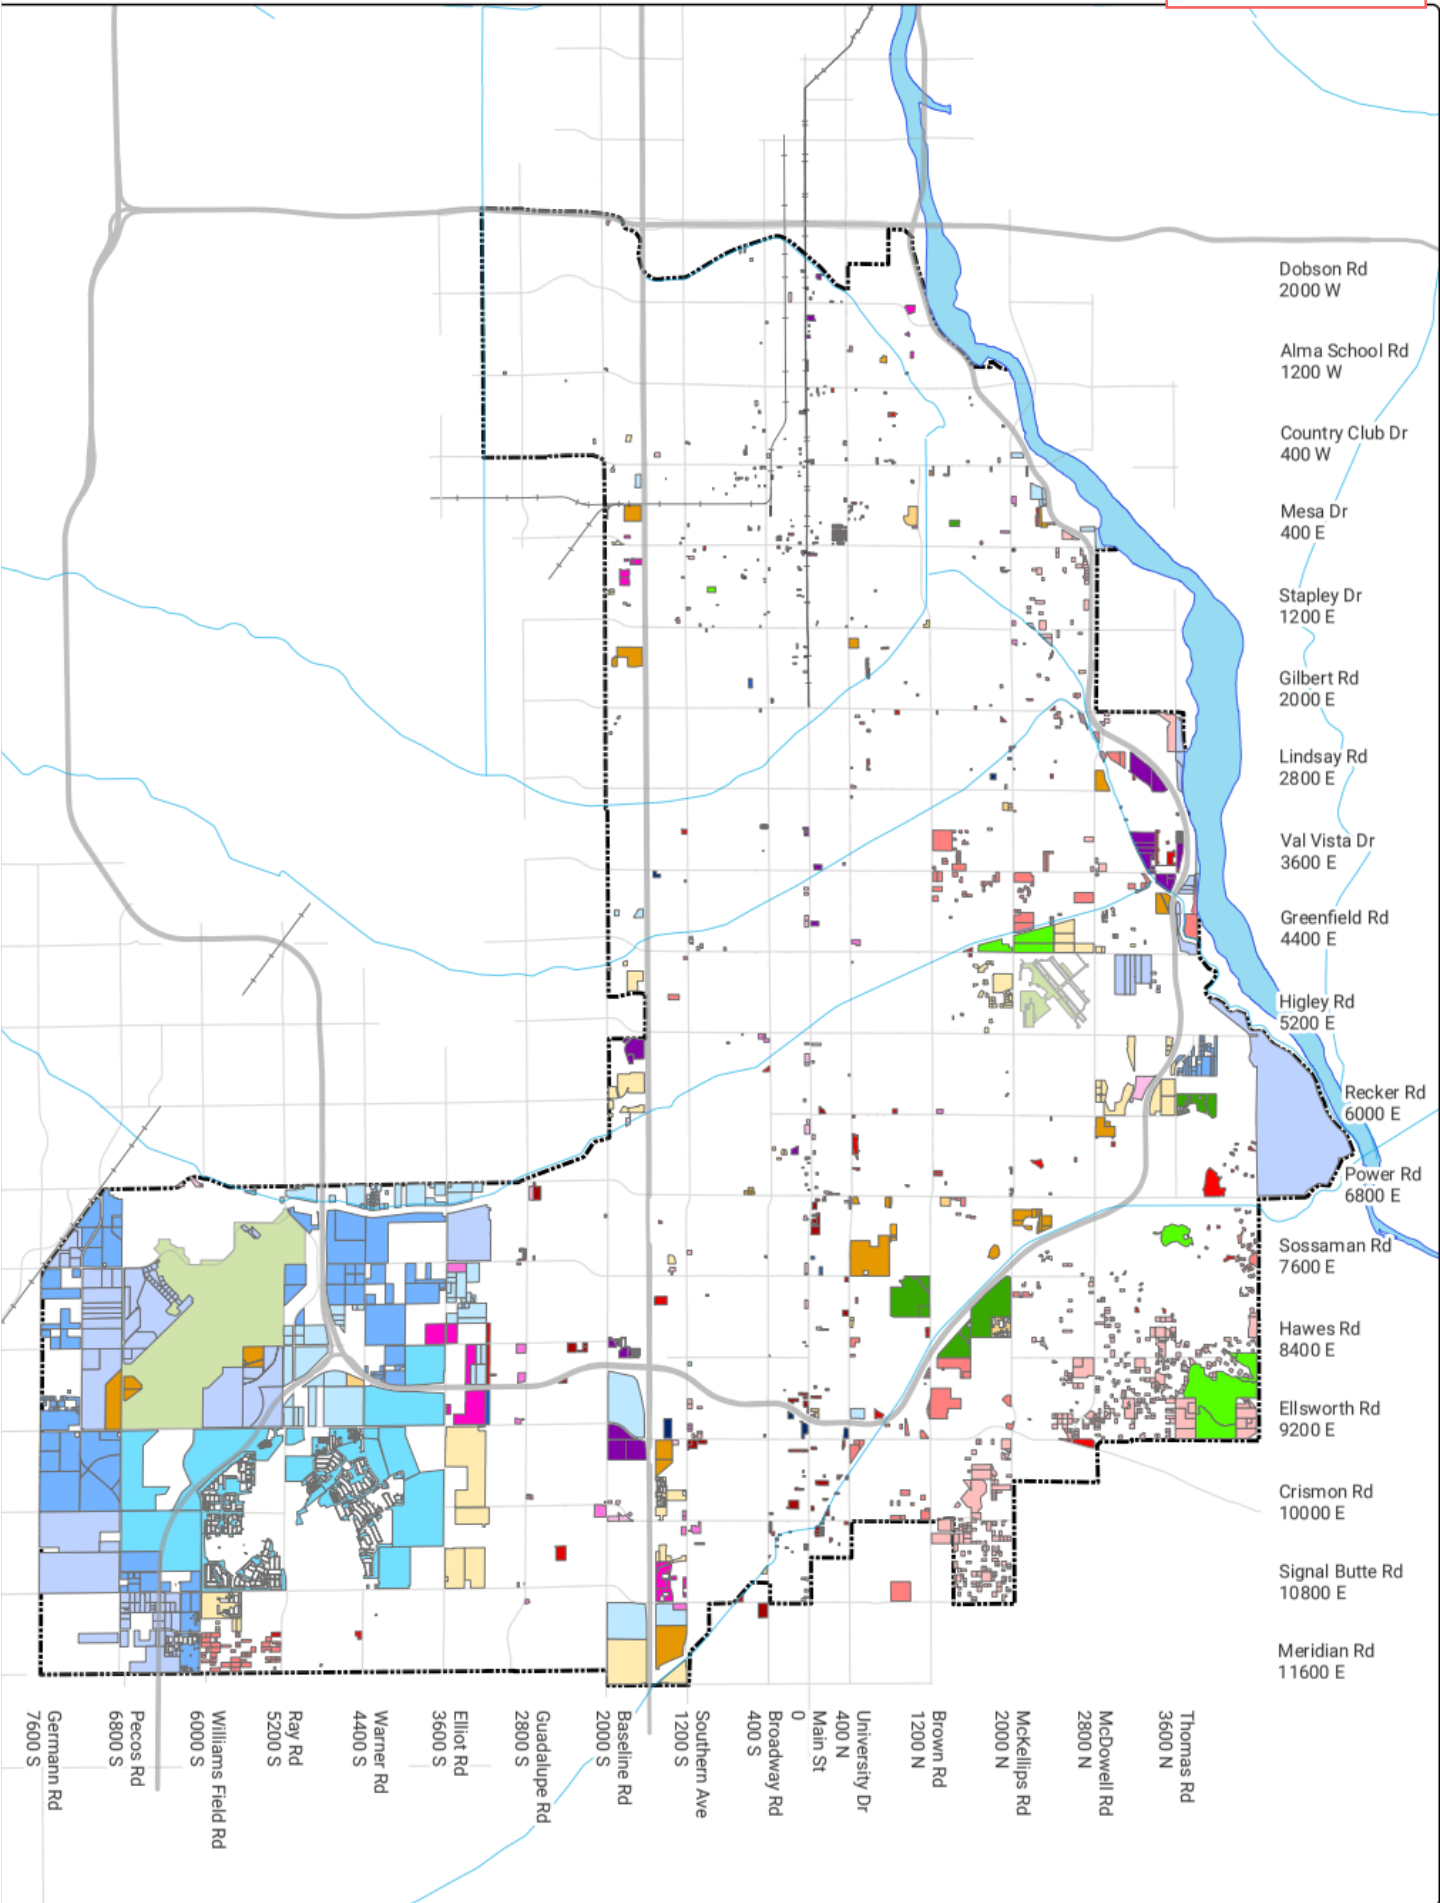 Dobson Rd
2000 W
Alma School Rd
1200 W
Country Club Dr
400 W
Mesa Dr
400 E
Stapley Dr
1200 E
Gilbert Rd
2000 E
Lindsay Rd
2800 E
Val Vista Dr
3600 E
Greenfield Rd
4400 E
Higley Rd
5200 E
Recker Rd
6000 E
Power Rd
6800 E
Sossaman Rd
7600 E
Hawes Rd
8400 E
Ellsworth Rd
9200 E
Crismon Rd
10000 E
Signal Butte Rd
10800 E
Meridian Rd
11600 E
Germann Rd
7600 S
Pecos Rd
6800 S
Williams Field Rd
6000 S
Ray Rd
5200 S
Warner Rd
4400 S
Elliot Rd
3600 S
Guadalupe Rd
2800 S
Baseline Rd
2000 S
Southern Ave
1200 S
Broadway Rd
400 S
Main St
0
University Dr
400 N
Brown Rd
1200 N
McKellips Rd
2000 N
McDowell Rd
2800 N
Thomas Rd
3600 N